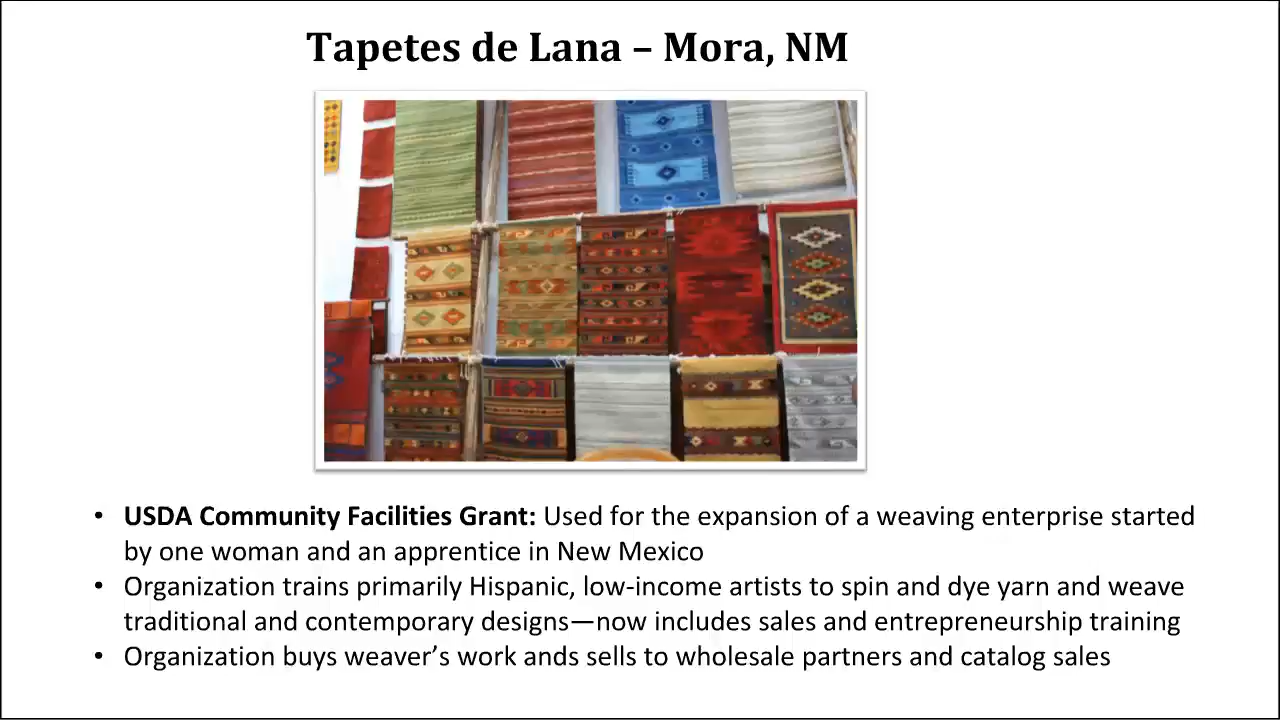 Tapetes de Lana – Mora, NM
• USDA Community Facilities Grant: Used for the expansion of a weaving enterprise started
by one woman and an apprentice in New Mexico
• Organization trains primarily Hispanic, low-income artists to spin and dye yarn and weave
traditional and contemporary designs—now includes sales and entrepreneurship training
• Organization buys weaver’s work ands sells to wholesale partners and catalog sales